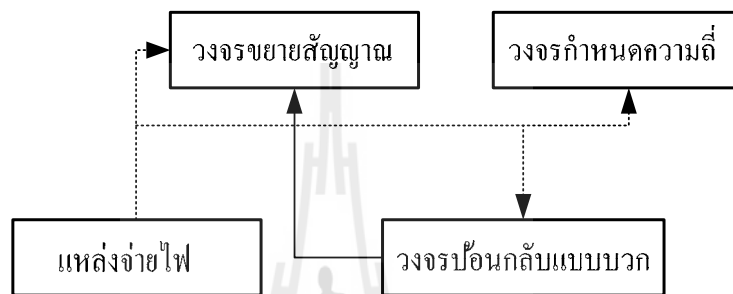 วงจรขยายสัญญาณ
วงจรกำหนดความถี่
แหล่งจ่ายไฟ
วงจรป้อนกลับแบบบวก